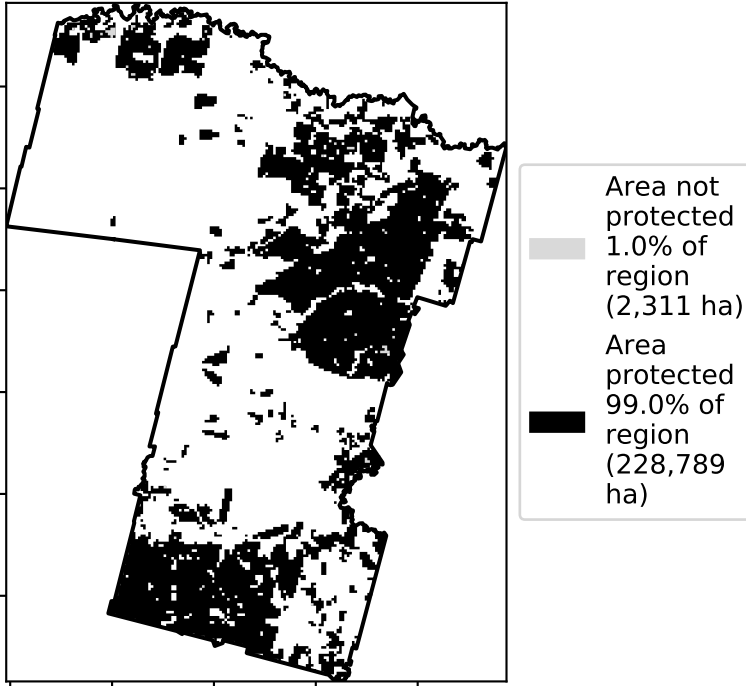 Area not
protected
1.0% of
region
(2,311 ha)
Area
protected
99.0% of
region
(228,789
ha)